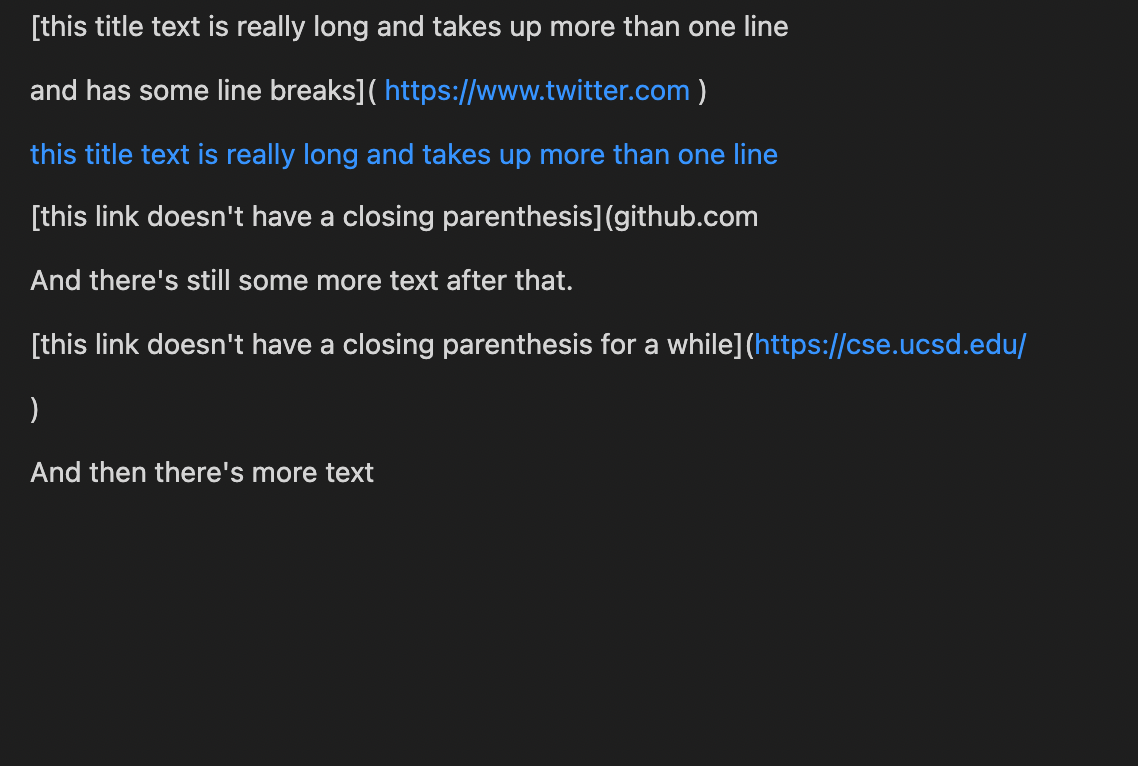 [this title text is really long and takes up more than one line
and has some line breaks]( https://www.twitter.com )
this title text is really long and takes up more than one line
[this link doesn't have a closing parenthesis](github.com
And there's still some more text after that.
[this link doesn't have a closing parenthesis for a while](https://cse.ucsd.edu/
)
And then there's more text